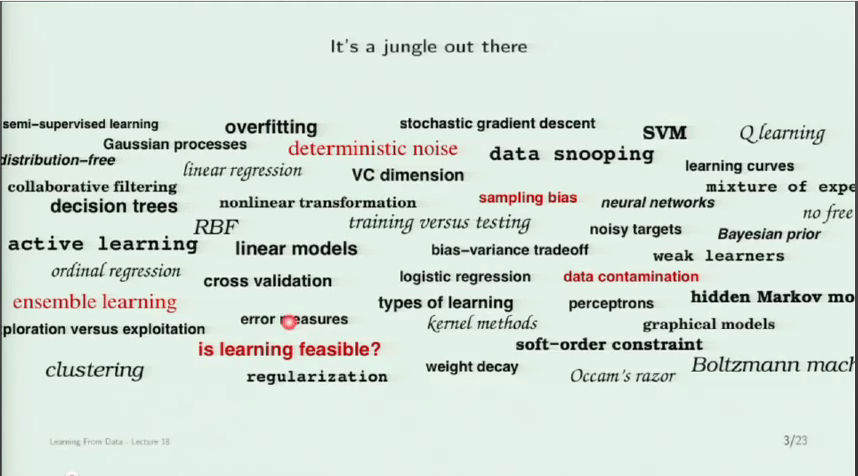 It's a jungle out there
semi-supervised learning
overfitting
stochastic gradient descent
SVM
Q learning
Gaussian processes
deterministic noise
data snooping
distribution-free
linear regression
VC dimension
learning curves
collaborative filtering
mixture of expe
decision trees
nonlinear transformation
sampling bias
neural networks
no free
RBF
training versus testing
noisy targets
Bayesian prior
active learning
linear models
bias-variance tradeoff
weak learners
ordinal regression
cross validation
logistic regression
data contamination
ensemble learning
types of learning
perceptrons
hidden Markov mo
ploration versus exploitation
error measures
kernel methods
graphical models
is learning feasible?
soft-order constraint
clustering
regularization
weight decay
Occam's razor
Boltzmann mach
Learning From Data - Lecture 18
3/23